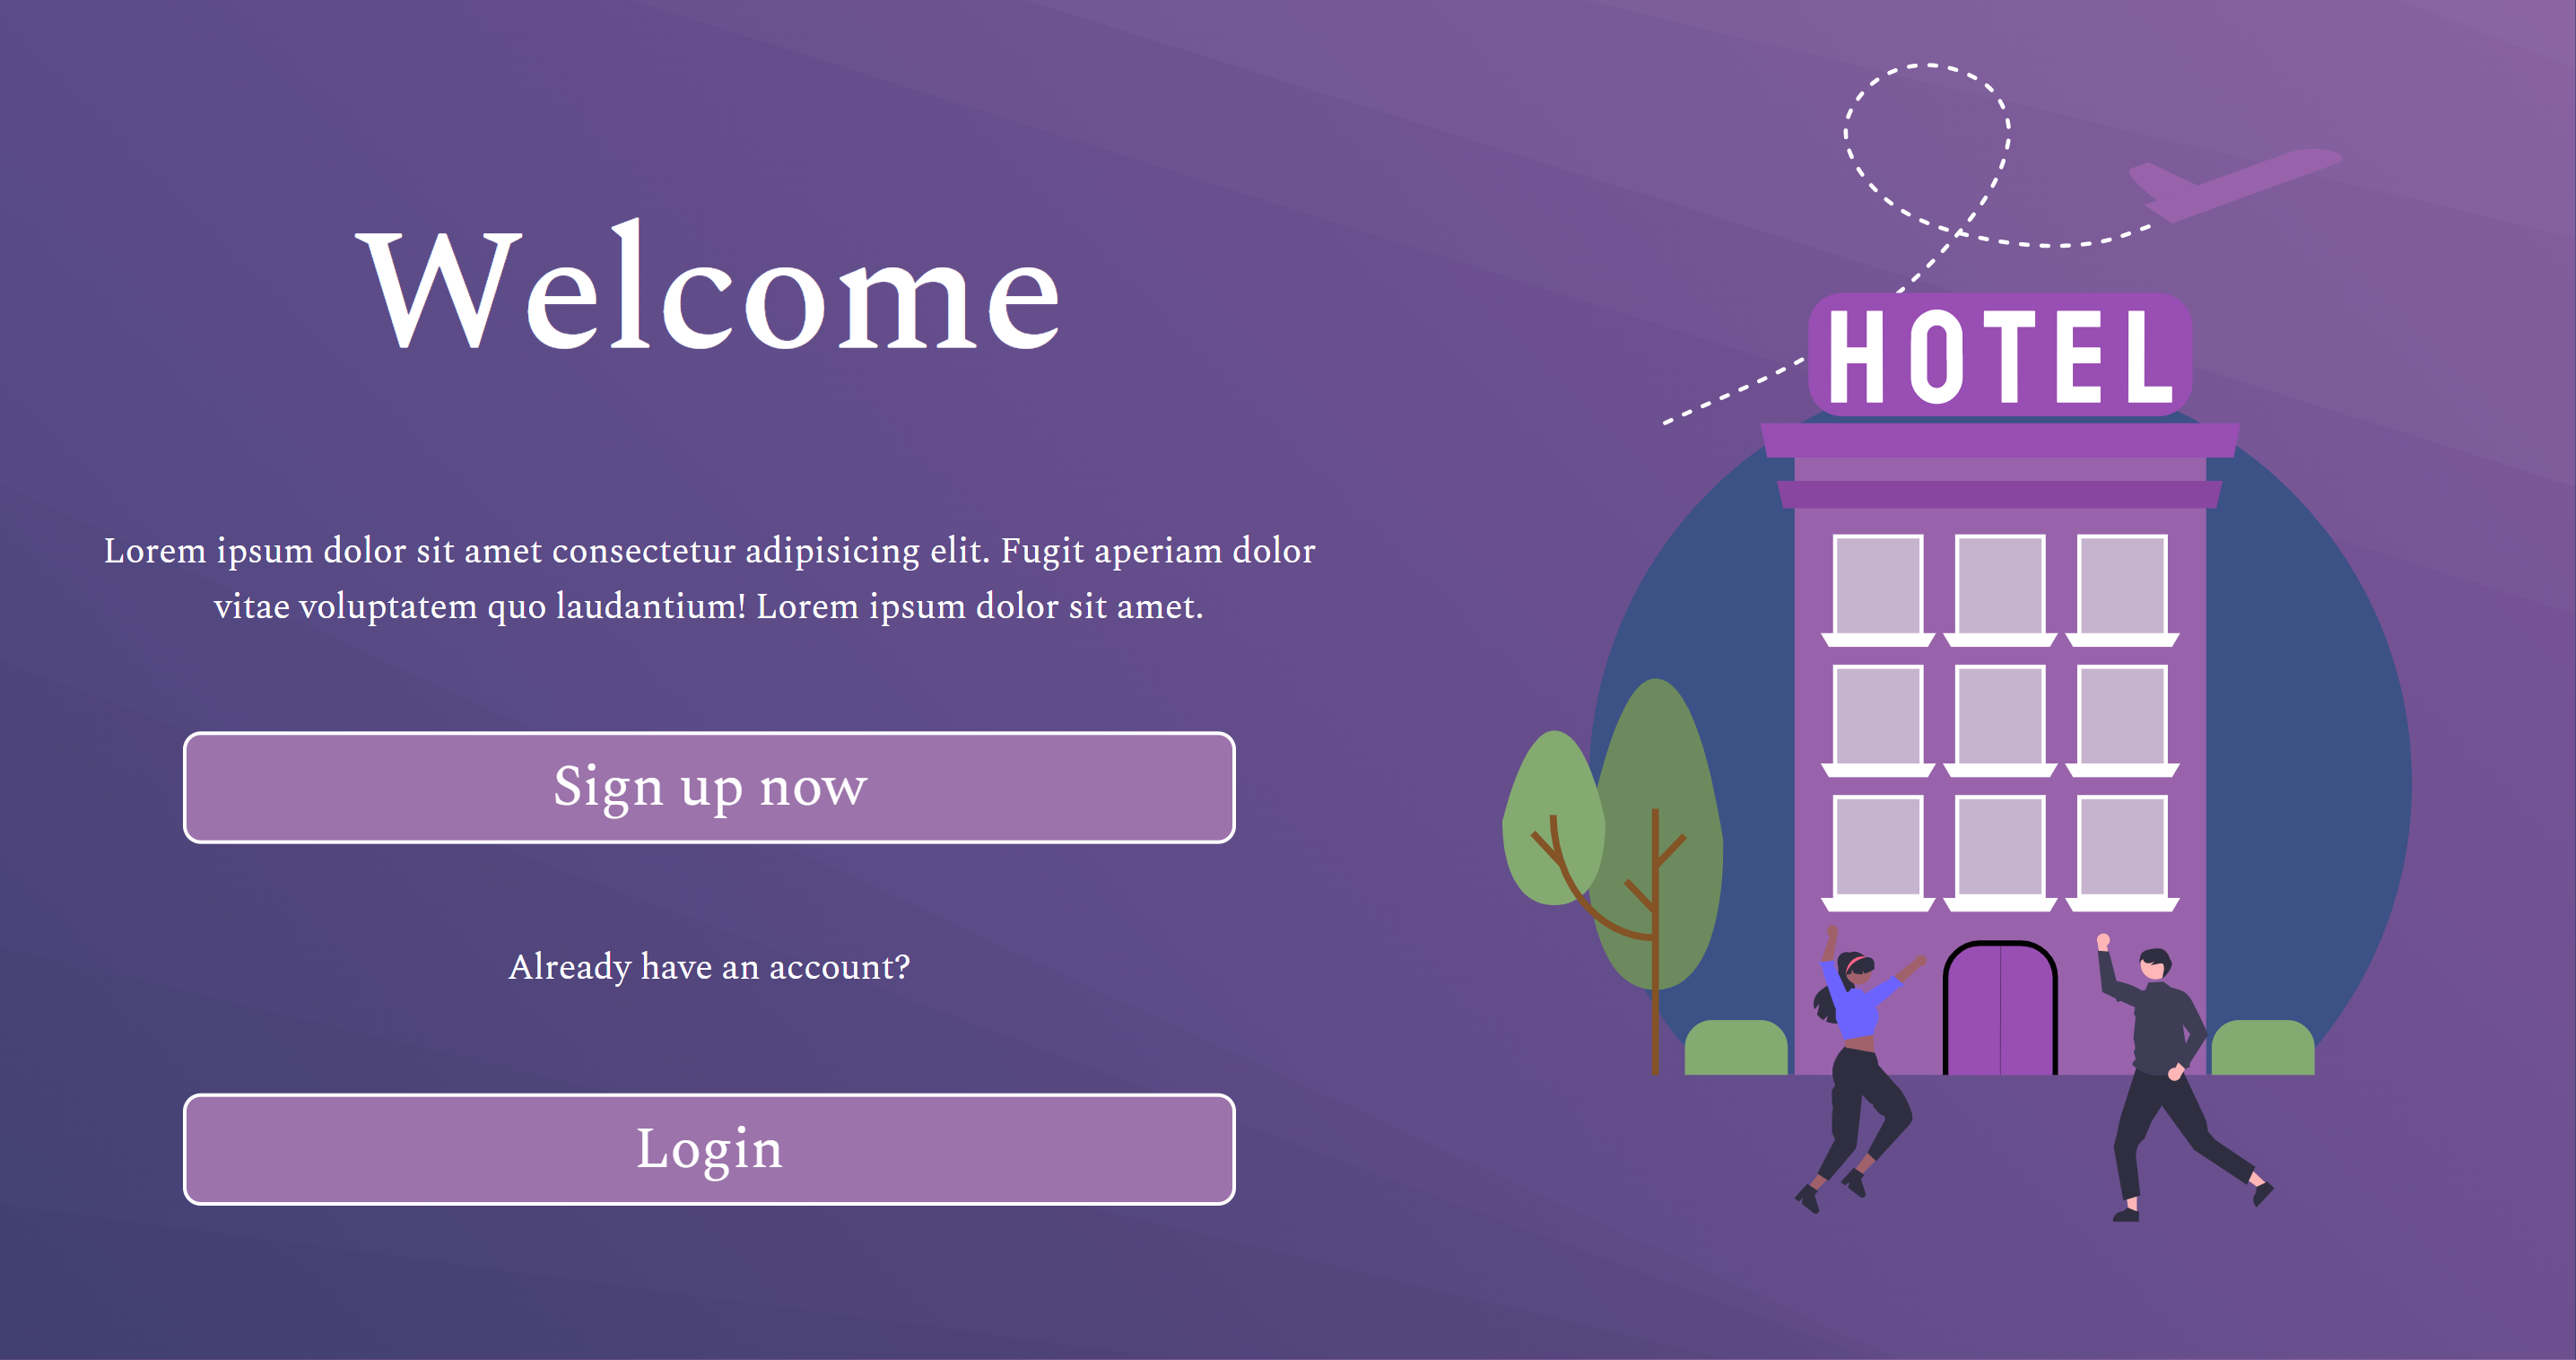 Welcome
HOTEL
Lorem ipsum dolor sit amet consectetur adipisicing elit. Fugit aperiam dolor
vitae voluptatem quo laudantium! Lorem ipsum dolor sit amet.
Sign up now
Already have an account?
Login